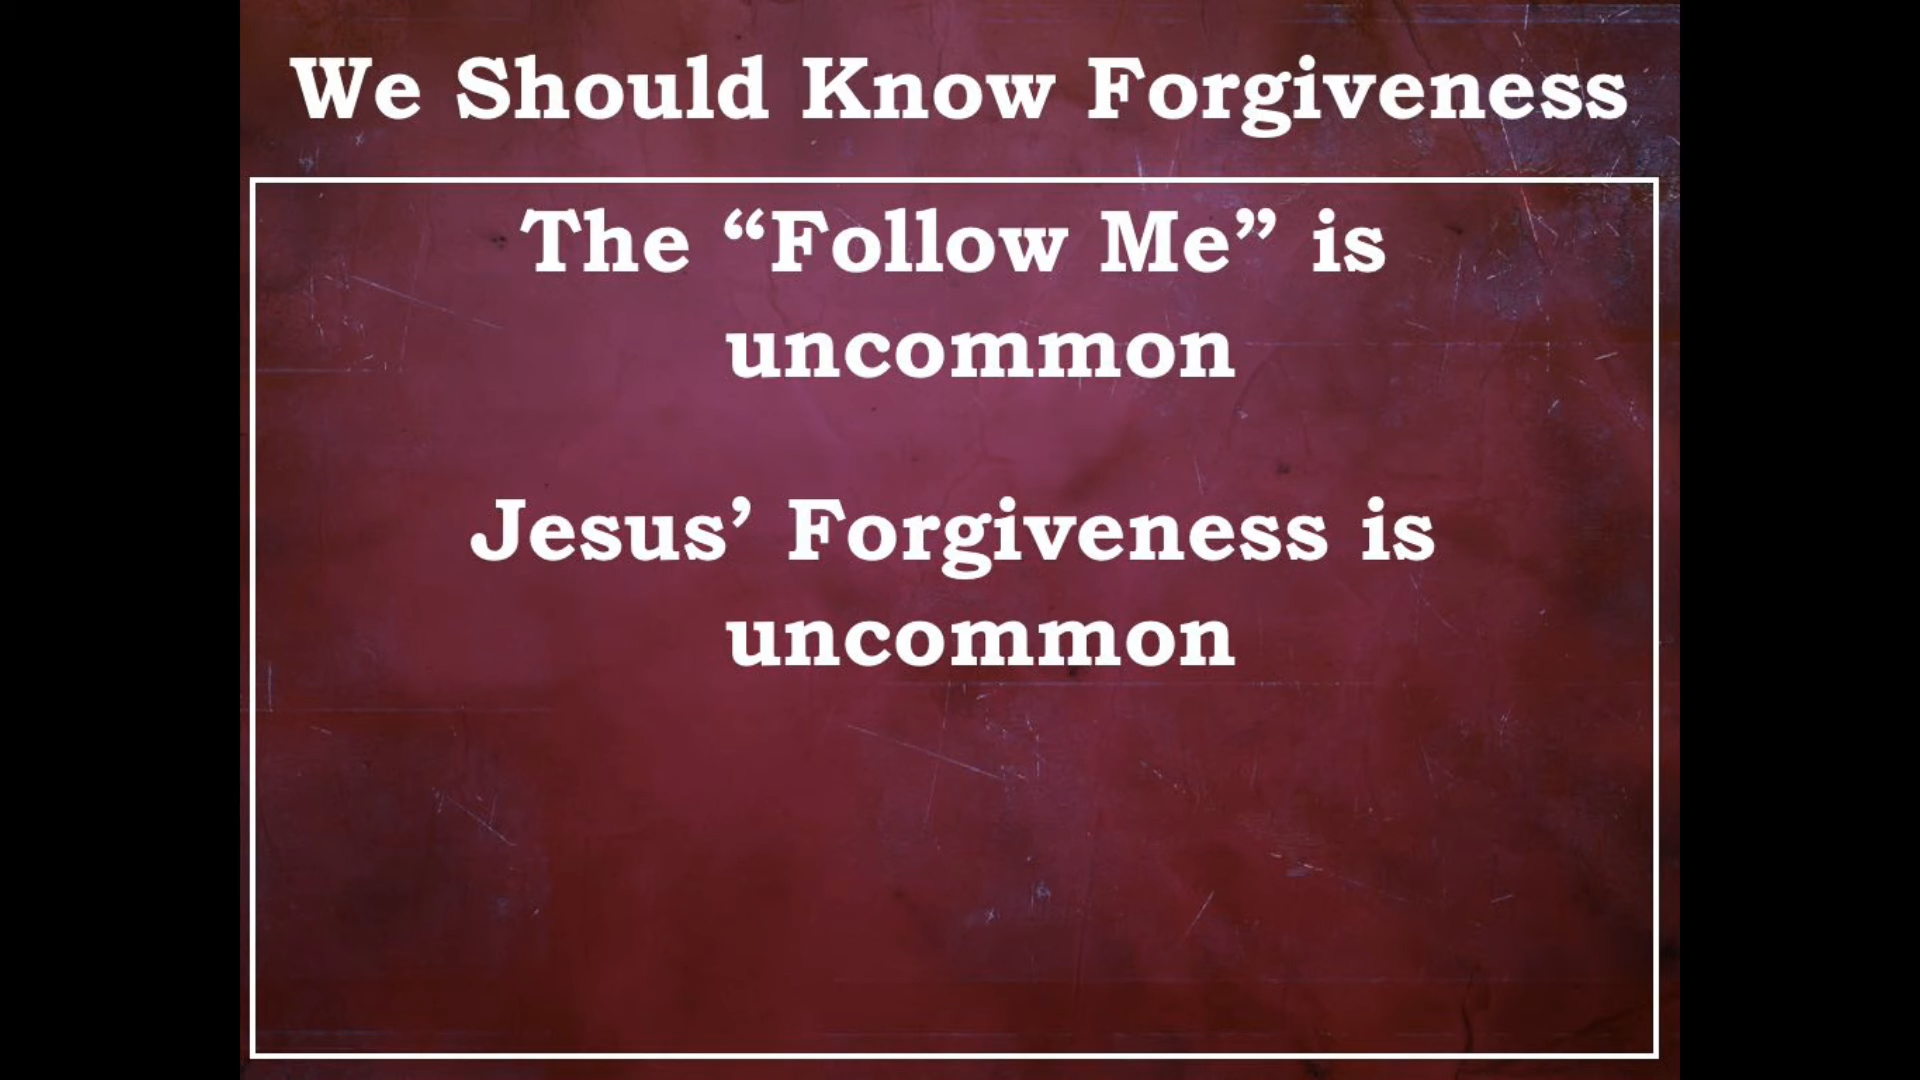 We Should Know Forgiveness
The “Follow Me” is
uncommon
Jesus’ Forgiveness is
uncommon